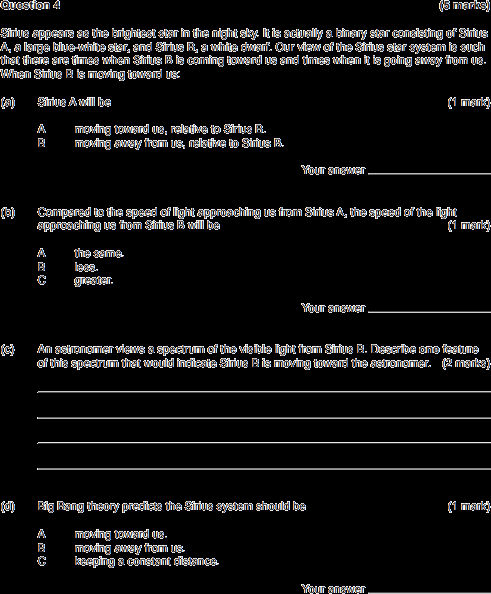 Question 4 (5 marks)
Sirius appears as the brightest star in the night sky. It is actually a binary star consisting of Sirius
A, a large blue-white star, and Sirius B, a white dwarf. Our view of the Sirius star system is such
that there are times when Sirius B is coming toward us and times when it is going away from us.
When Sirius B is moving toward us:
(a) Sirius A will be (1 mark)
A moving toward us, relative to Sirius B.
B moving away from us, relative to Sirius B.
Your answer
(b) Compared to the speed of light approaching us from Sirius A, the speed of the light
approaching us from Sirius B will be (1 mark)
A the same.
B less.
C greater.
Your answer
(c) An astronomer views a spectrum of the visible light from Sirius B. Describe one feature
of this spectrum that would indicate Sirius B is moving toward the astronomer. (2 marks)
(d) Big Bang theory predicts the Sirius system should be (1 mark)
A moving toward us.
B moving away from us.
C keeping a constant distance.
Your answer